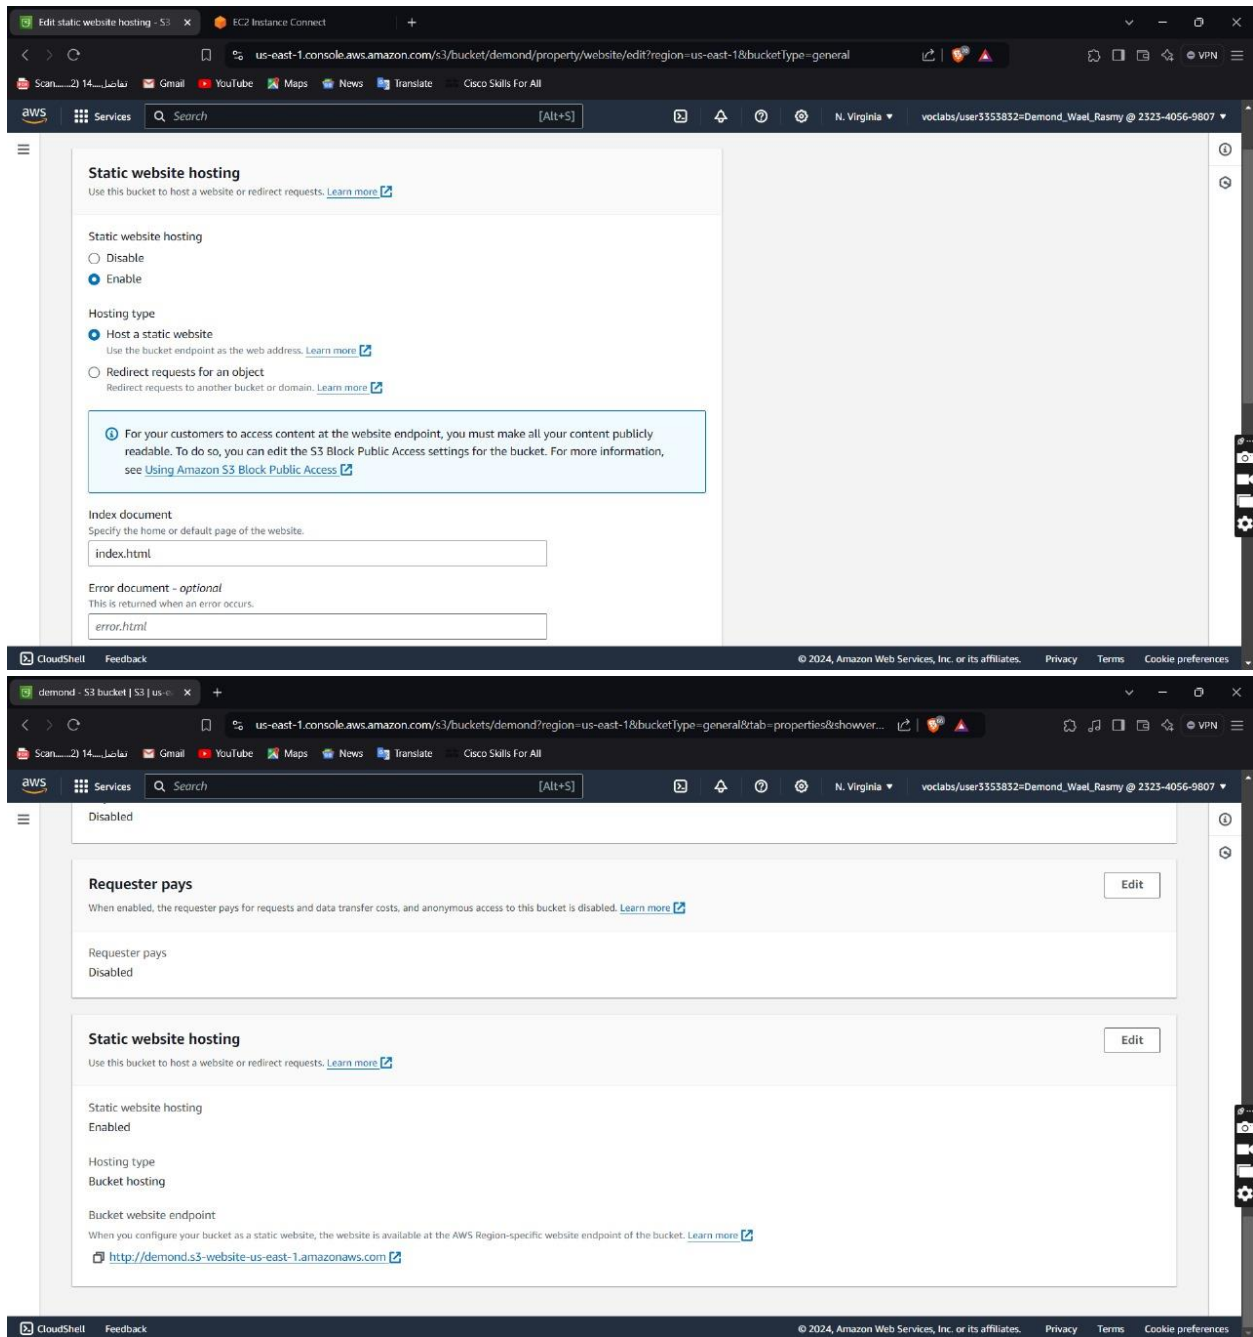 Edit static website hosting - S3
EC2 Instance Connect
us-east-1.console.aws.amazon.com/s3/bucket/demond/property/website/edit?region=us-east-1&bucketType=general
VPN
Scan......2) 14....تفاصيل
Gmail
YouTube
Maps
News
Translate
Cisco Skills For All
aws
Services
Search
[Alt+S]
N. Virginia
voclabs/user3353832=Demond_Wael_Rasmy @ 2323-4056-9807
Static website hosting
Use this bucket to host a website or redirect requests. Learn more
Static website hosting
Disable
Enable
Hosting type
Host a static website
Use the bucket endpoint as the web address. Learn more
Redirect requests for an object
Redirect requests to another bucket or domain. Learn more
For your customers to access content at the website endpoint, you must make all your content publicly
readable. To do so, you can edit the S3 Block Public Access settings for the bucket. For more information,
see Using Amazon S3 Block Public Access
Index document
Specify the home or default page of the website.
index.html
Error document - optional
This is returned when an error occurs.
error.html
CloudShell
Feedback
© 2024, Amazon Web Services, Inc. or its affiliates.
Privacy
Terms
Cookie preferences
demond - S3 bucket | S3 | us-e
us-east-1.console.aws.amazon.com/s3/buckets/demond?region=us-east-1&bucketType=general&tab=properties&showver...
VPN
Scan......2) 14....تفاصيل
Gmail
YouTube
Maps
News
Translate
Cisco Skills For All
aws
Services
Search
[Alt+S]
N. Virginia
voclabs/user3353832=Demond_Wael_Rasmy @ 2323-4056-9807
Disabled
Requester pays
Edit
When enabled, the requester pays for requests and data transfer costs, and anonymous access to this bucket is disabled. Learn more
Requester pays
Disabled
Static website hosting
Edit
Use this bucket to host a website or redirect requests. Learn more
Static website hosting
Enabled
Hosting type
Bucket hosting
Bucket website endpoint
When you configure your bucket as a static website, the website is available at the AWS Region-specific website endpoint of the bucket. Learn more
http://demond.s3-website-us-east-1.amazonaws.com
CloudShell
Feedback
© 2024, Amazon Web Services, Inc. or its affiliates.
Privacy
Terms
Cookie preferences